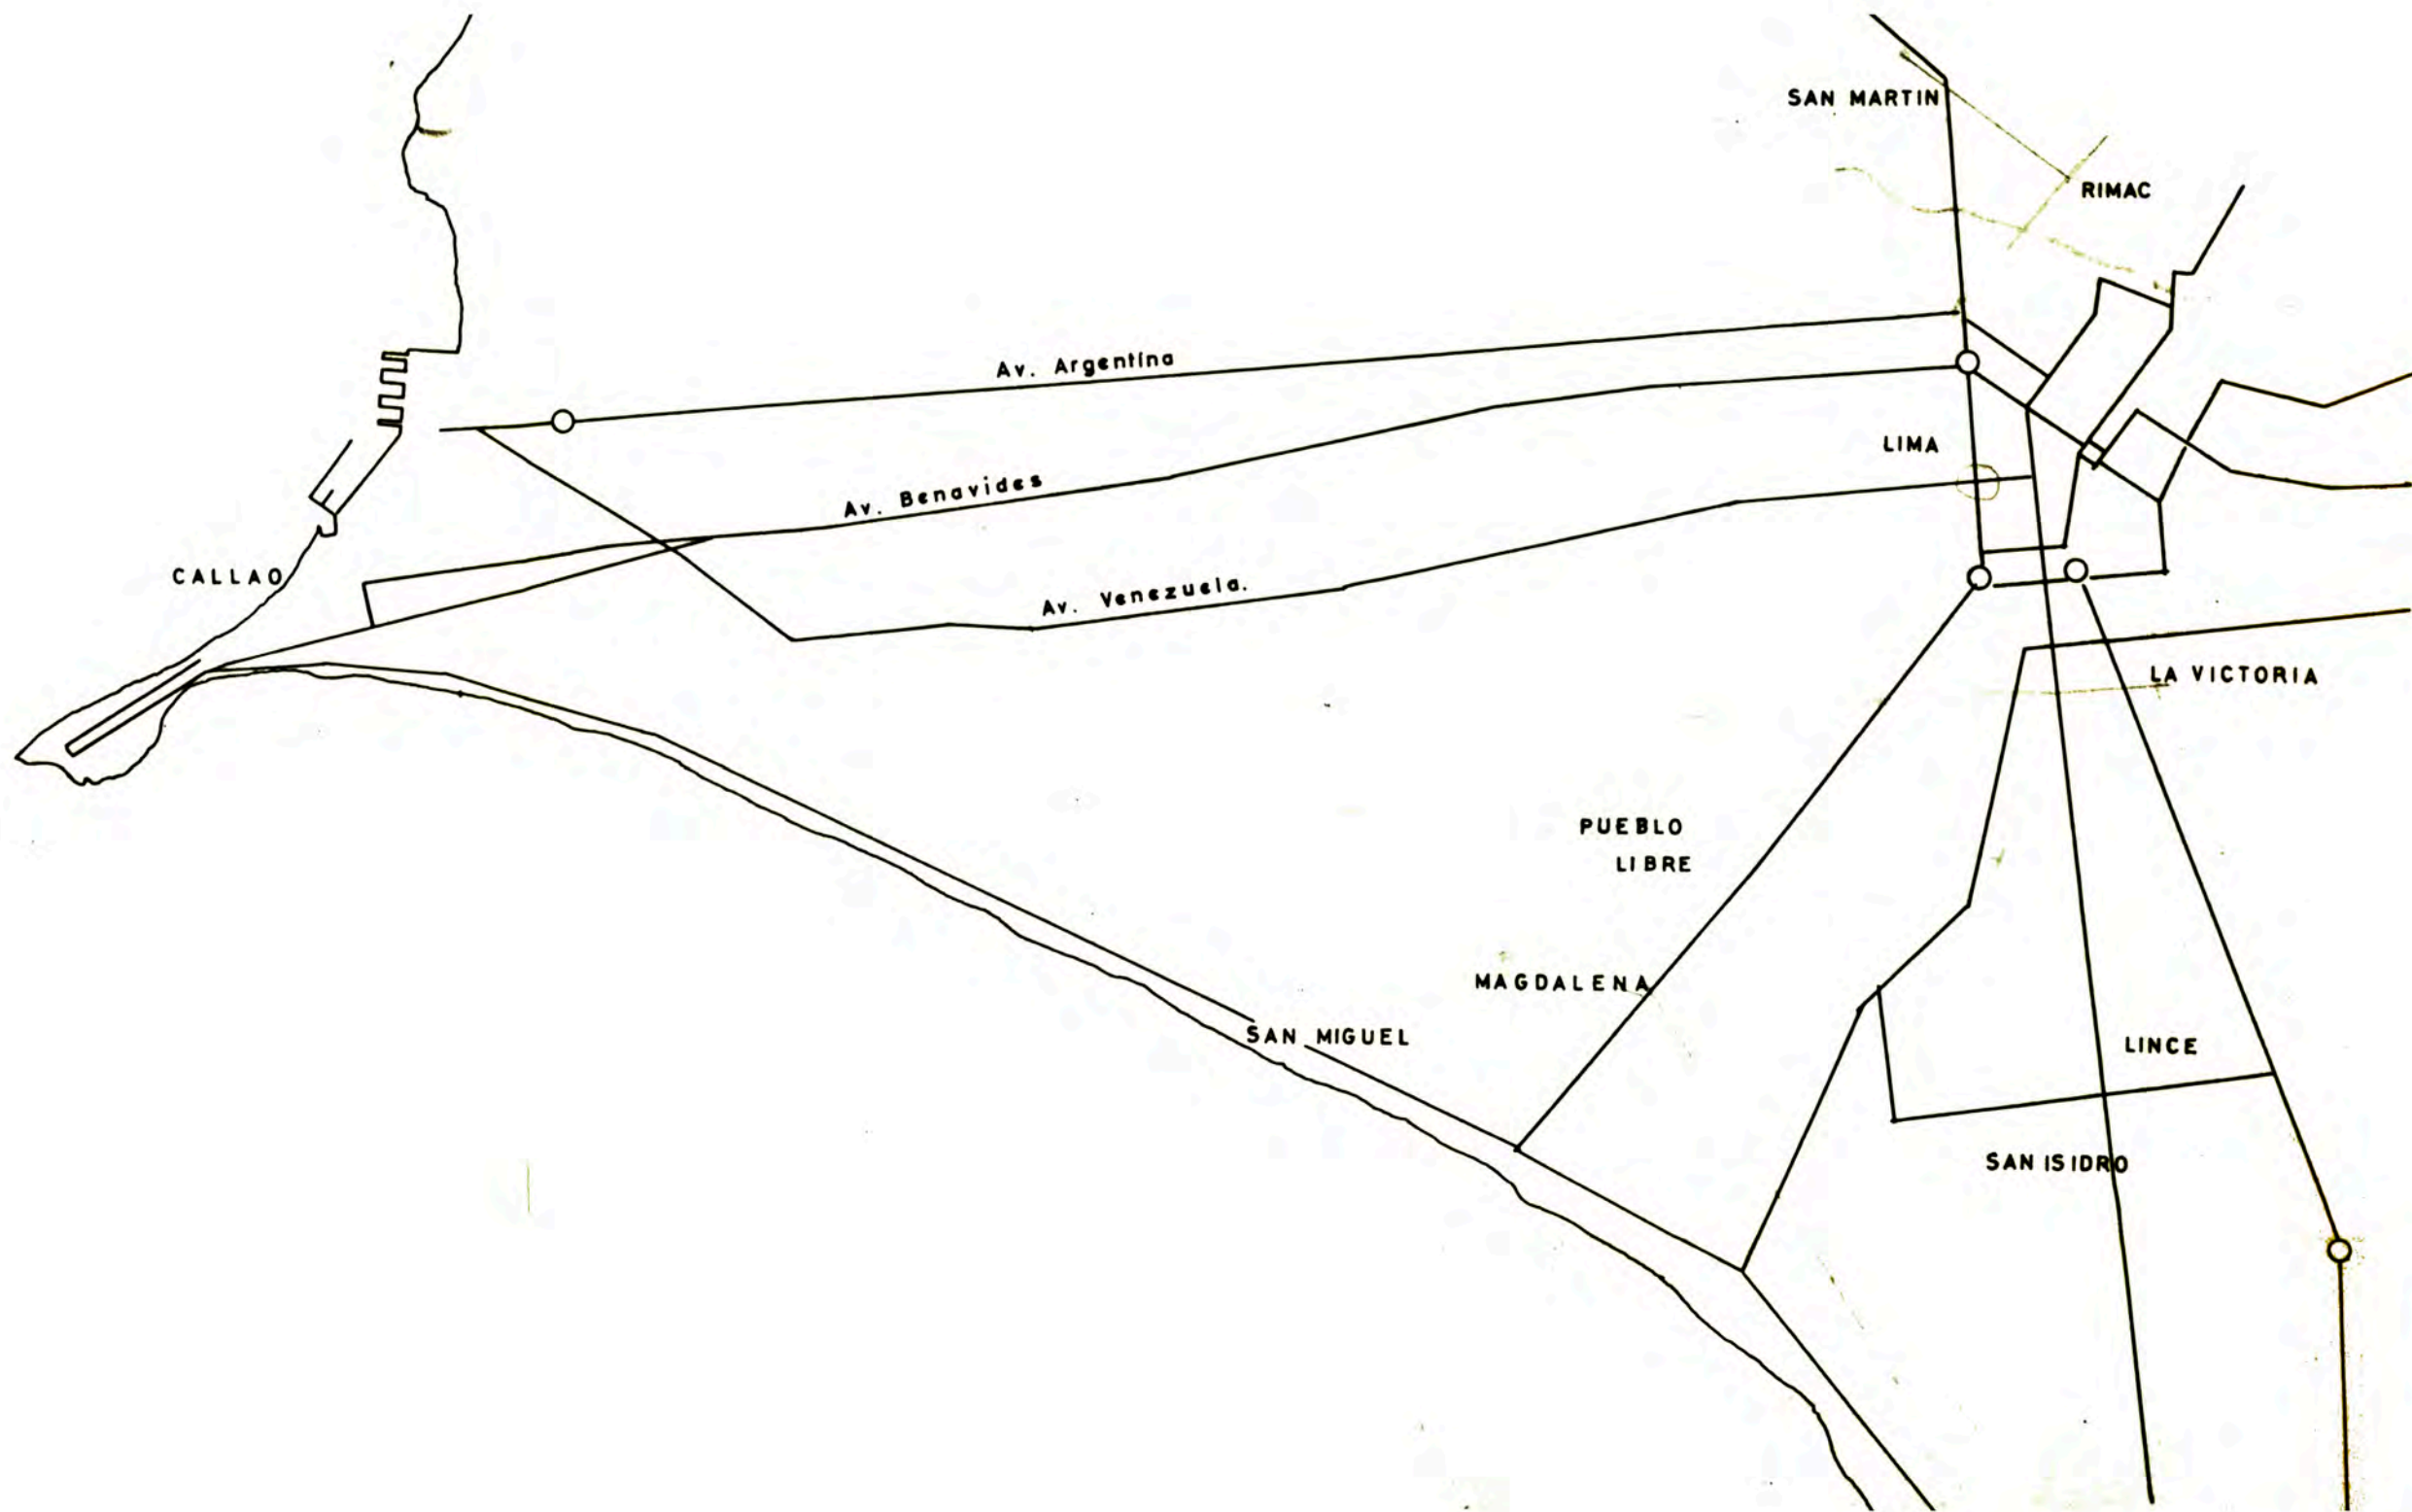 SAN MARTIN
RIMAC
Av. Argentina
LIMA
Av. Benavides
CALLAO
Av. Venezuela.
LA VICTORIA
PUEBLO
LIBRE
MAGDALENA
SAN MIGUEL
LINCE
SAN ISIDRO